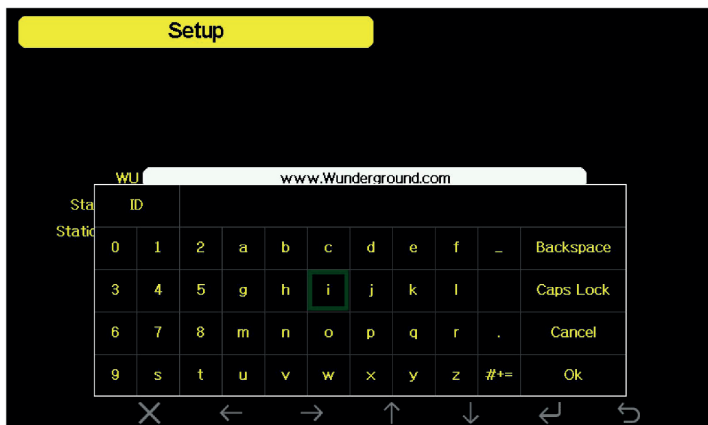 Setup
WU www.Wunderground.com
Sta ID
Static
0 1 2 a b c d e f _ Backspace
3 4 5 g h i j k l Caps Lock
6 7 8 m n o p q r . Cancel
9 s t u v w x y z #+= Ok